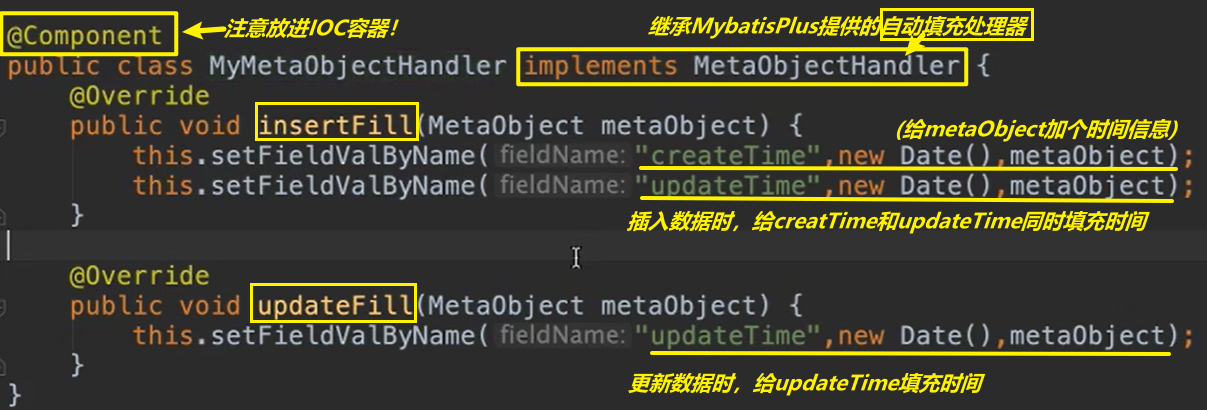 @Component 注意放进IOC容器! 继承MybatisPlus提供的自动填充处理器
public class MyMetaObjectHandler implements MetaObjectHandler {
@Override
public void insertFill(MetaObject metaObject) { (给metaObject加个时间信息)
this.setFieldValByName( fieldName: "createTime",new Date(),metaObject);
this.setFieldValByName( fieldName: "updateTime",new Date(),metaObject);
} 插入数据时，给creatTime和updateTime同时填充时间
@Override
public void updateFill(MetaObject metaObject) {
this.setFieldValByName( fieldName: "updateTime",new Date(),metaObject);
} 更新数据时，给updateTime填充时间
}